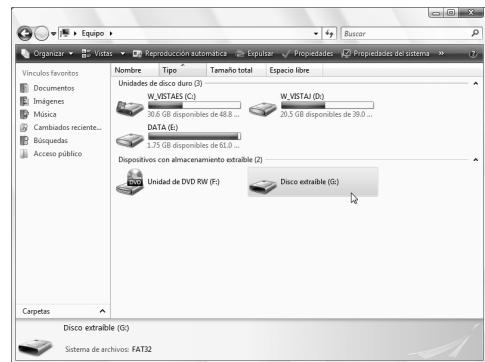 Equipo
Buscar
Organizar Vistas Reproducción automática Expulsar Propiedades Propiedades del sistema »
Vínculos favoritos
Documentos
Imágenes
Música
Cambiados reciente...
Búsquedas
Acceso público
Carpetas
Nombre Tipo Tamaño total Espacio libre
Unidades de disco duro (3)
W_VISTAES (C:)
30.6 GB disponibles de 48.8 ...
W_VISTAJ (D:)
20.5 GB disponibles de 39.0 ...
DATA (E:)
1.75 GB disponibles de 61.0 ...
Dispositivos con almacenamiento extraíble (2)
DVD
Unidad de DVD RW (F:)
Disco extraíble (G:)
Disco extraíble (G:)
Sistema de archivos: FAT32